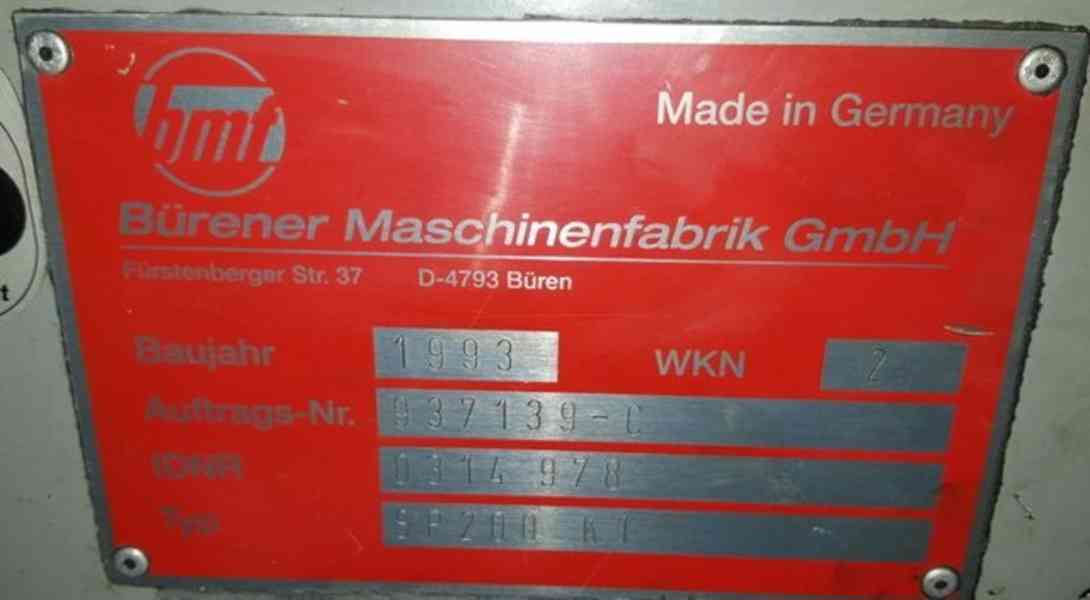 bmf
Made in Germany
Bürener Maschinenfabrik GmbH
Fürstenberger Str. 37 D-4793 Büren
Baujahr 1993 WKN 2
Auftrags-Nr. 937139-C
IDNR 0314 978
Typ